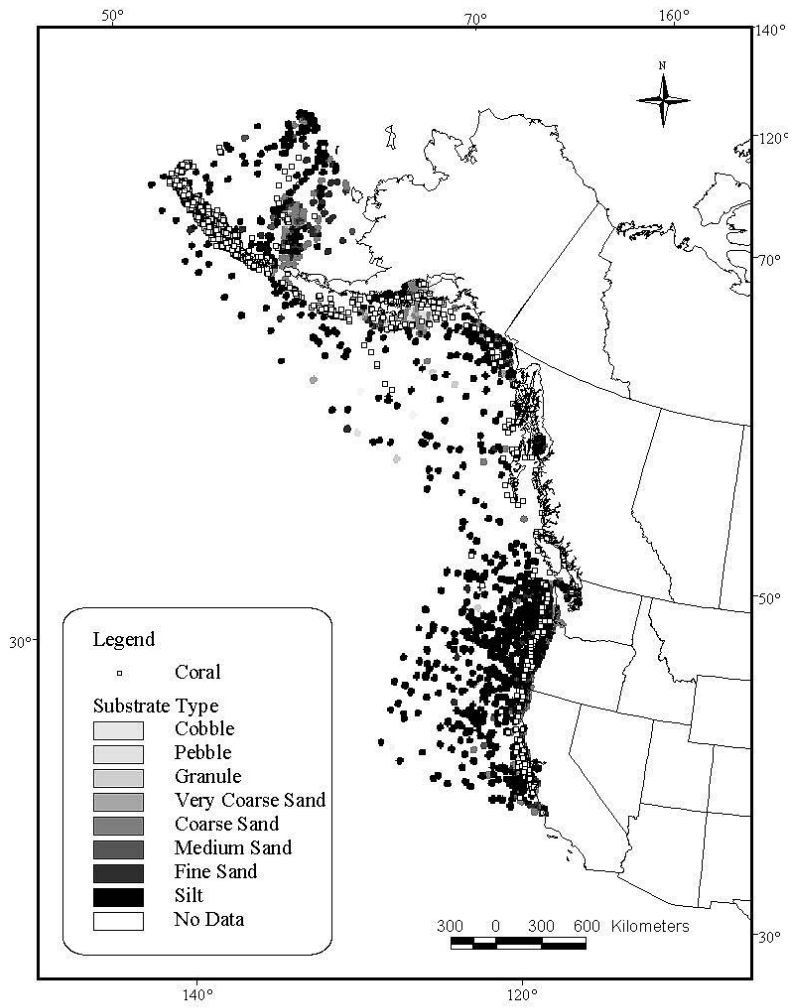 50° 70° 160°
140°
N
120°
70°
50°
30°
Legend
Coral
Substrate Type
Cobble
Pebble
Granule
Very Coarse Sand
Coarse Sand
Medium Sand
Fine Sand
Silt
No Data
300 0 300 600 Kilometers
30°
140° 120°